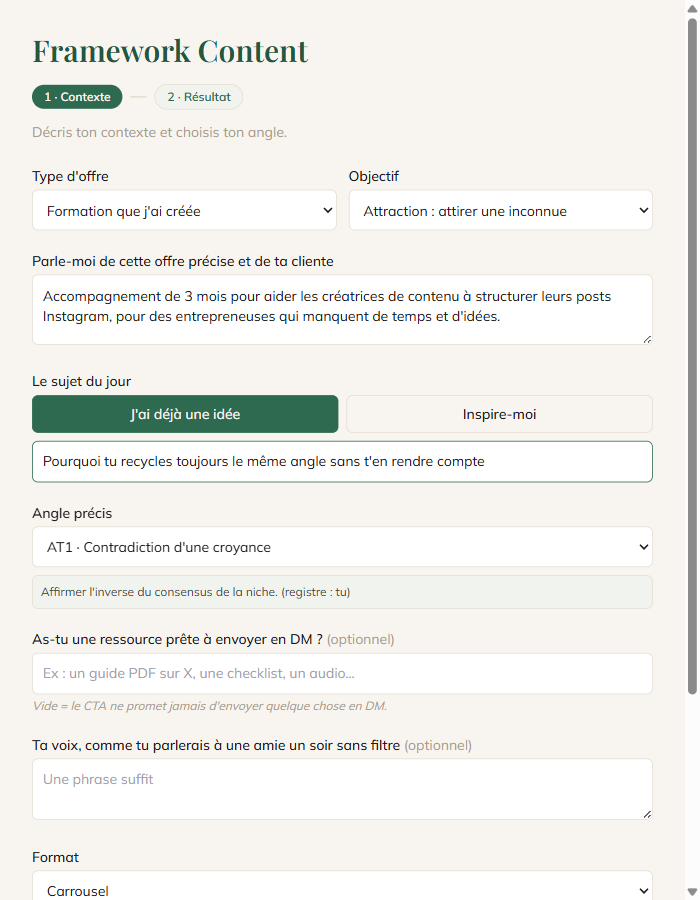 Framework Content
1 · Contexte
2 · Résultat
Décris ton contexte et choisis ton angle.
Type d'offre
Objectif
Formation que j'ai créée
Attraction : attirer une inconnue
Parle-moi de cette offre précise et de ta cliente
Accompagnement de 3 mois pour aider les créatrices de contenu à structurer leurs posts
Instagram, pour des entrepreneuses qui manquent de temps et d'idées.
Le sujet du jour
J'ai déjà une idée
Inspire-moi
Pourquoi tu recycles toujours le même angle sans t'en rendre compte
Angle précis
AT1 · Contradiction d'une croyance
Affirmer l'inverse du consensus de la niche. (registre : tu)
As-tu une ressource prête à envoyer en DM ? (optionnel)
Ex : un guide PDF sur X, une checklist, un audio...
Vide = le CTA ne promet jamais d'envoyer quelque chose en DM.
Ta voix, comme tu parlerais à une amie un soir sans filtre (optionnel)
Une phrase suffit
Format
Carrousel